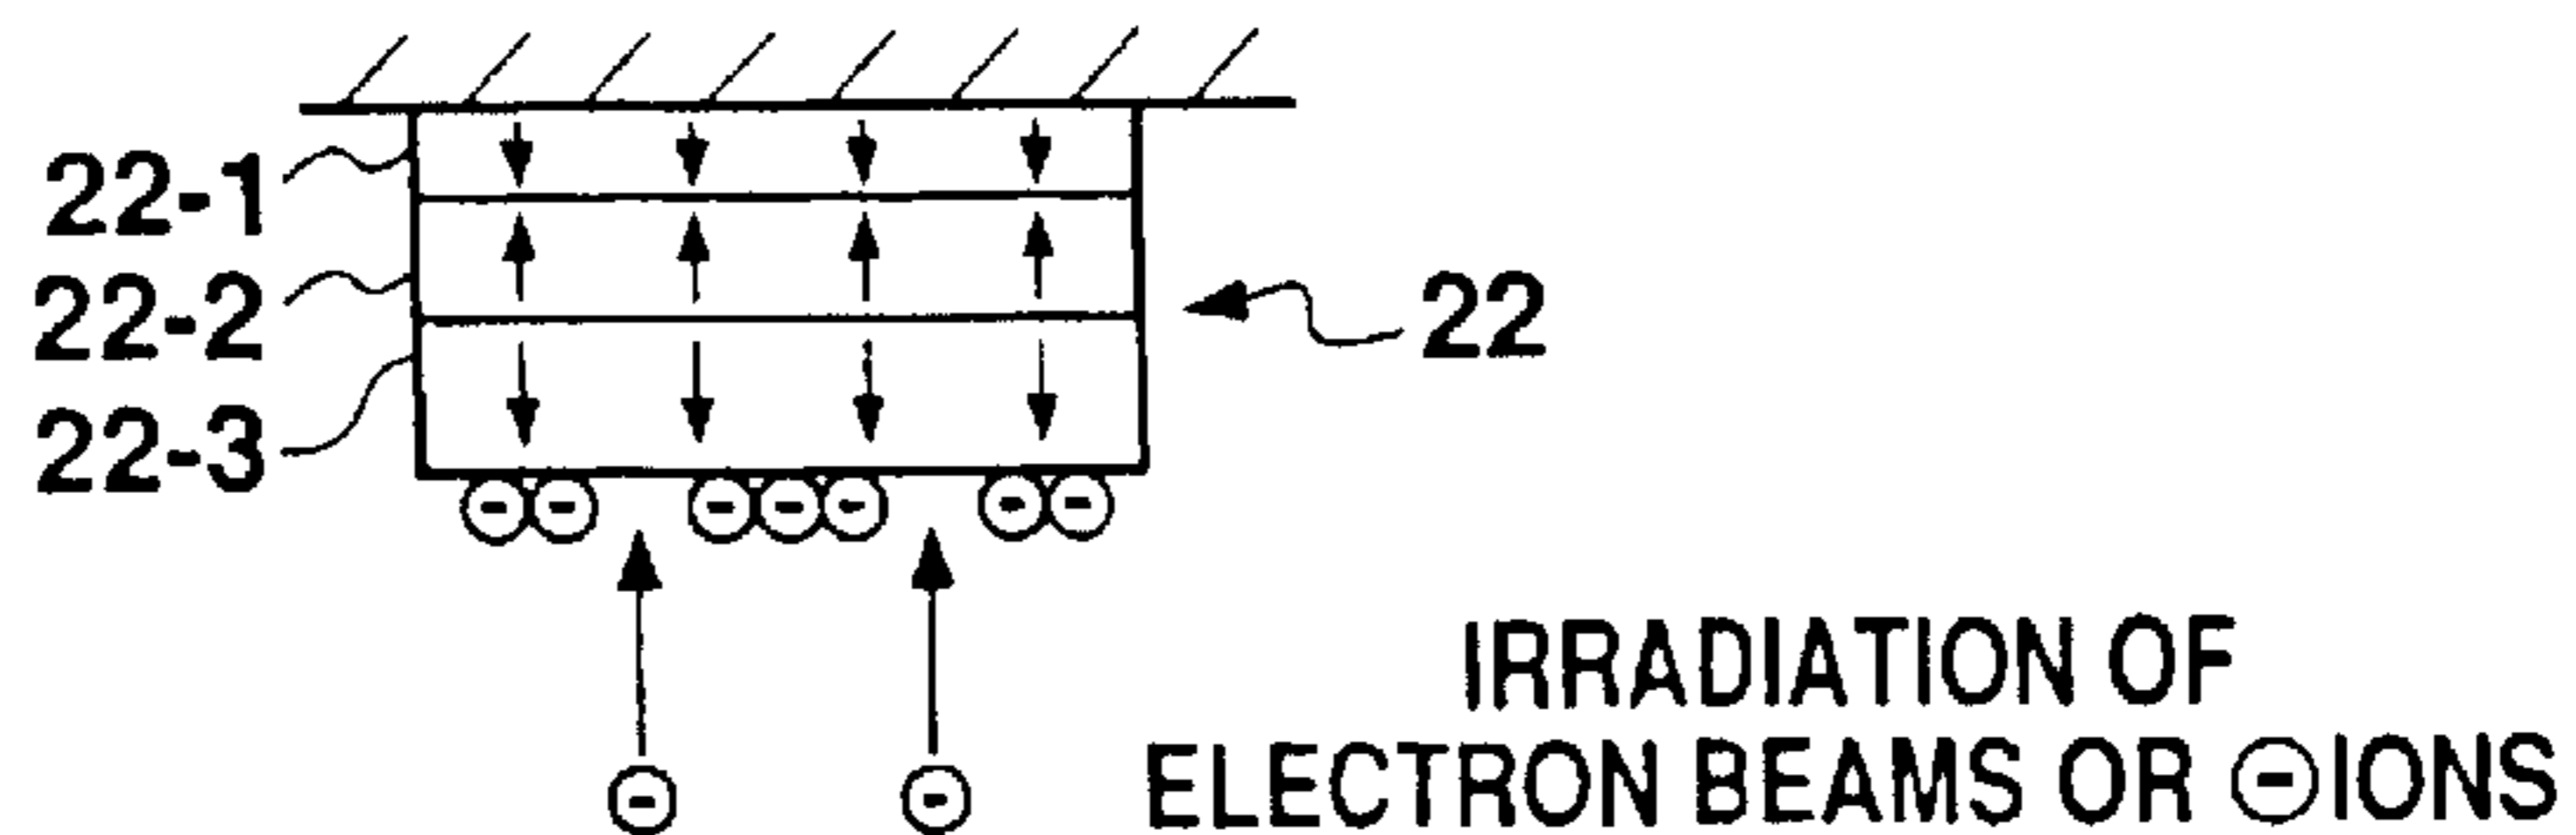 22-1
22-2
22-3
22
IRRADIATION OF
ELECTRON BEAMS OR ⊖IONS